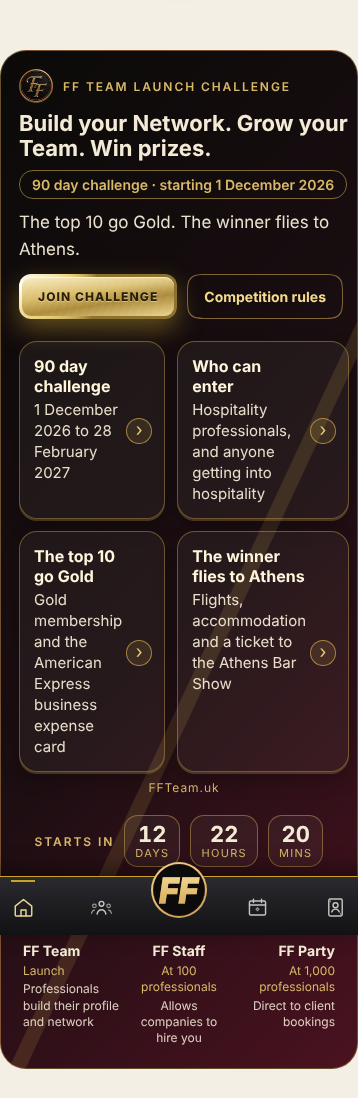 FF TEAM LAUNCH CHALLENGE
Build your Network. Grow your
Team. Win prizes.
90 day challenge · starting 1 December 2026
The top 10 go Gold. The winner flies to
Athens.
JOIN CHALLENGE
Competition rules
90 day
challenge
1 December
2026 to 28
February
2027
Who can
enter
Hospitality
professionals,
and anyone
getting into
hospitality
The top 10
go Gold
Gold
membership
and the
American
Express
business
expense
card
The winner
flies to Athens
Flights,
accommodation
and a ticket to
the Athens Bar
Show
FFTeam.uk
STARTS IN
12
DAYS
22
HOURS
20
MINS
FF
FF Team
Launch
Professionals
build their profile
and network
FF Staff
At 100
professionals
Allows
companies to
hire you
FF Party
At 1,000
professionals
Direct to client
bookings